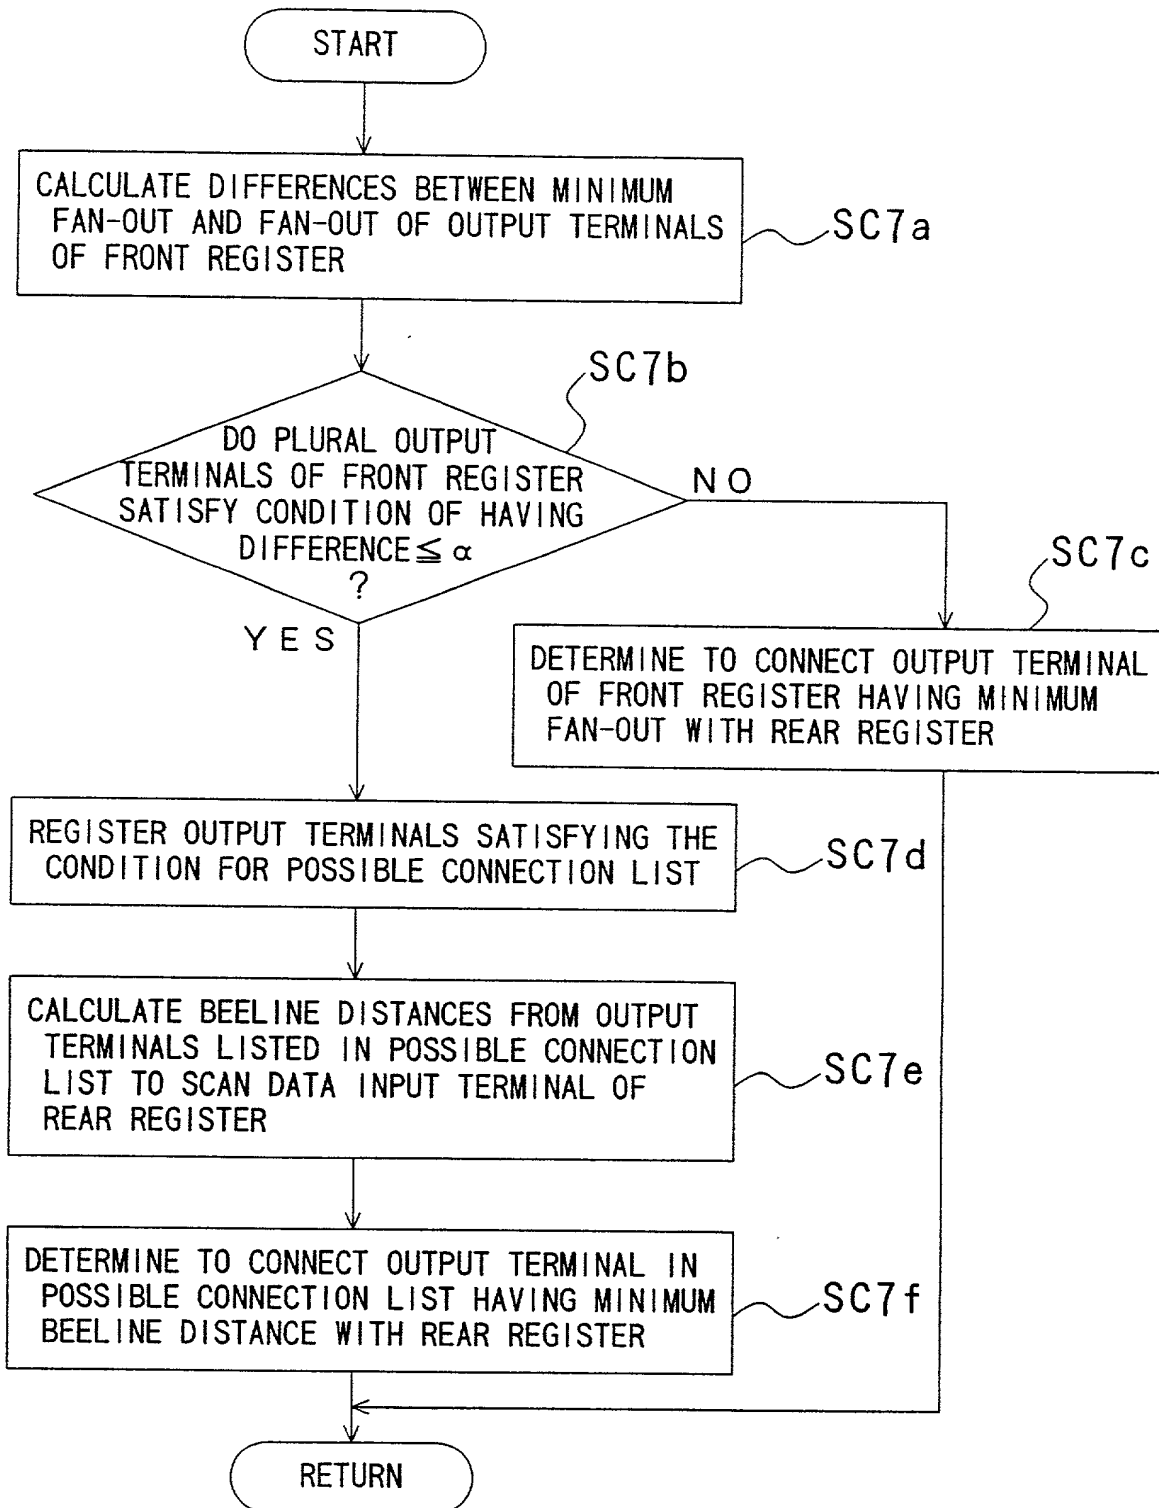 START
CALCULATE DIFFERENCES BETWEEN MINIMUM
FAN-OUT AND FAN-OUT OF OUTPUT TERMINALS
OF FRONT REGISTER
SC7a
SC7b
DO PLURAL OUTPUT
TERMINALS OF FRONT REGISTER
SATISFY CONDITION OF HAVING
DIFFERENCE≦α
?
NO
YES
SC7c
DETERMINE TO CONNECT OUTPUT TERMINAL
OF FRONT REGISTER HAVING MINIMUM
FAN-OUT WITH REAR REGISTER
REGISTER OUTPUT TERMINALS SATISFYING THE
CONDITION FOR POSSIBLE CONNECTION LIST
SC7d
CALCULATE BEELINE DISTANCES FROM OUTPUT
TERMINALS LISTED IN POSSIBLE CONNECTION
LIST TO SCAN DATA INPUT TERMINAL OF
REAR REGISTER
SC7e
DETERMINE TO CONNECT OUTPUT TERMINAL IN
POSSIBLE CONNECTION LIST HAVING MINIMUM
BEELINE DISTANCE WITH REAR REGISTER
SC7f
RETURN